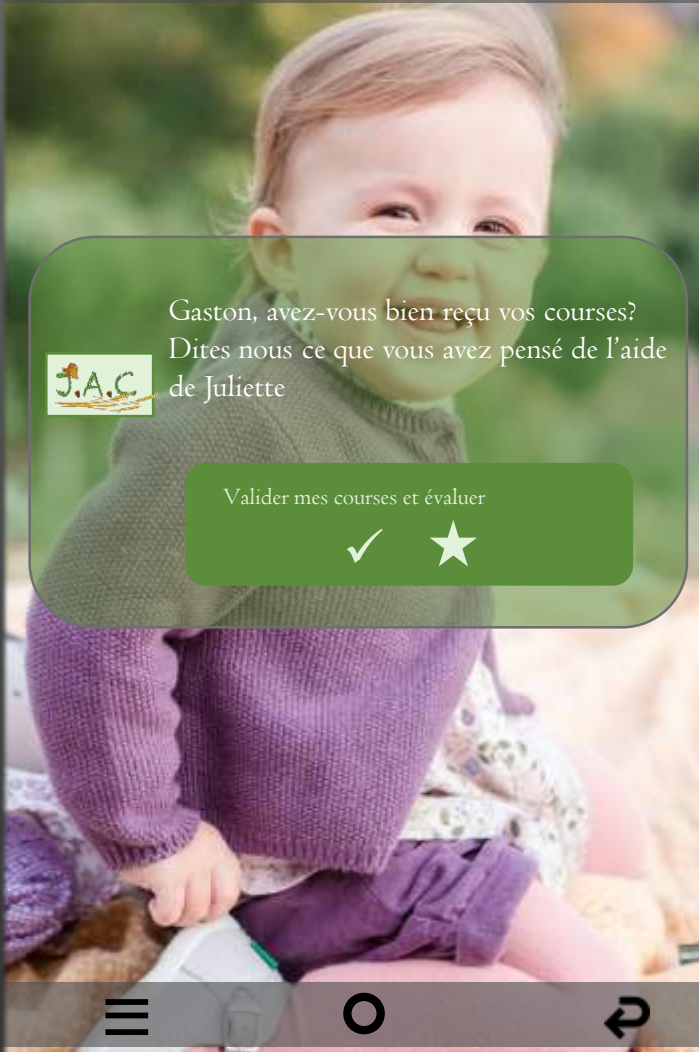 Gaston, avez-vous bien reçu vos courses?
Dites nous ce que vous avez pensé de l'aide
de Juliette
J.A.C
Valider mes courses et évaluer